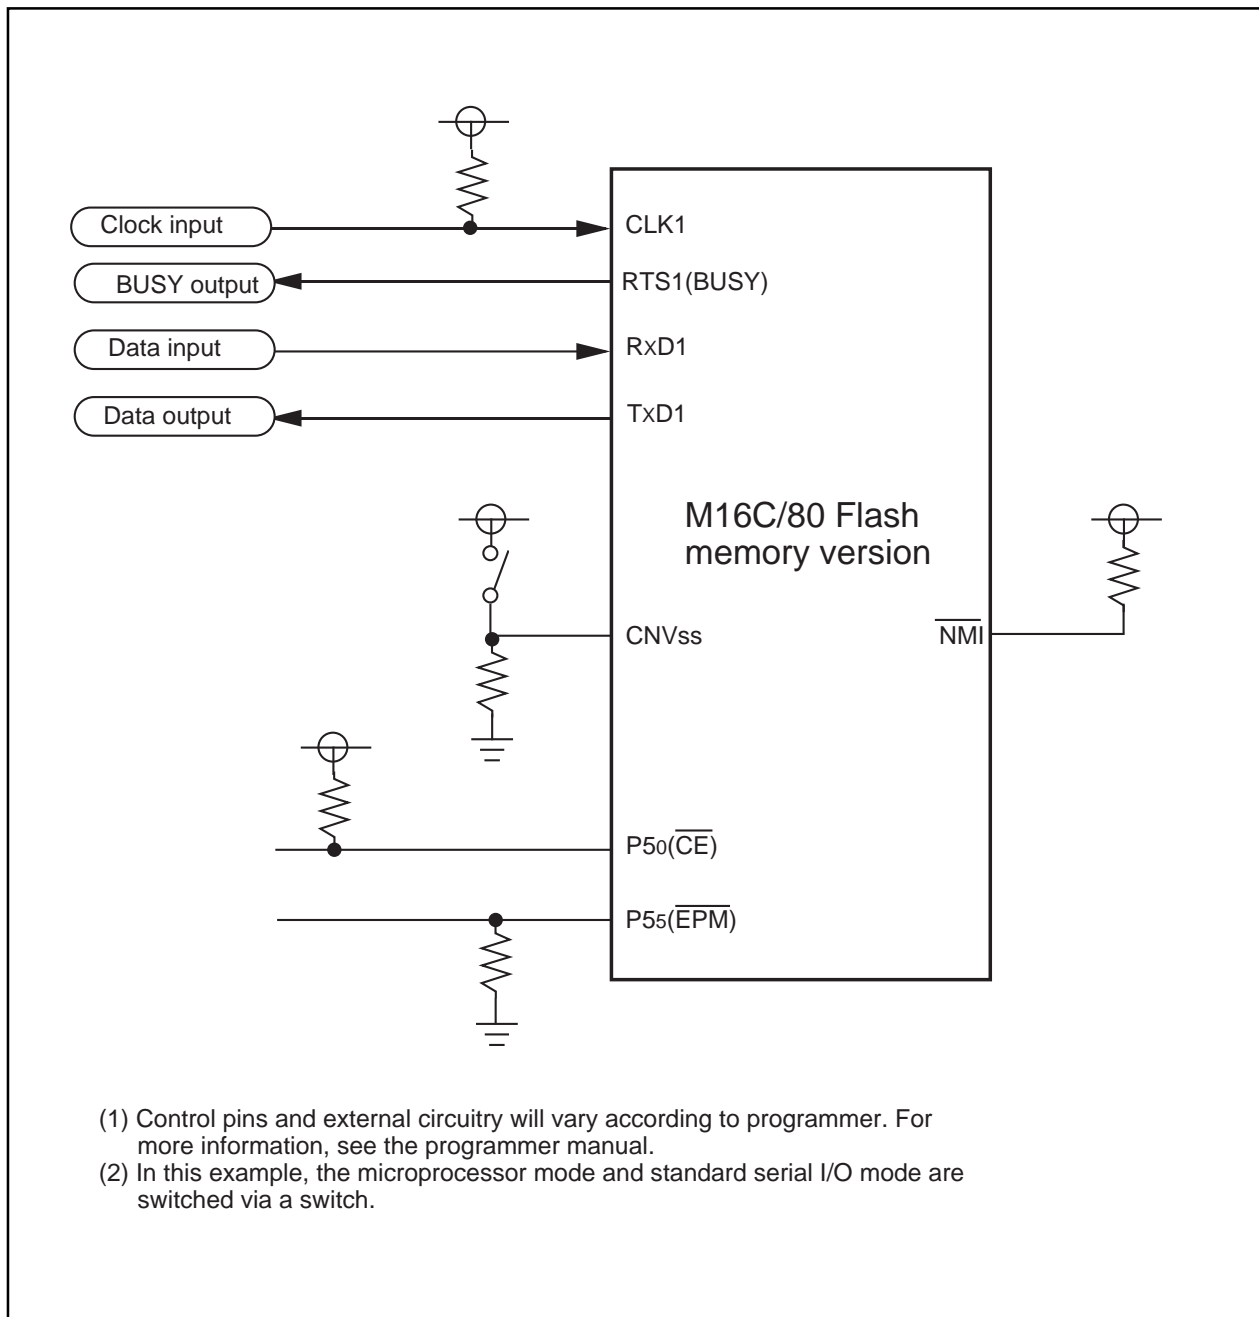 Clock input
CLK1
BUSY output
RTS1(BUSY)
Data input
RxD1
Data output
TxD1
M16C/80 Flash
memory version
CNVss
NMI
P50(CE)
P55(EPM)
(1) Control pins and external circuitry will vary according to programmer. For
more information, see the programmer manual.
(2) In this example, the microprocessor mode and standard serial I/O mode are
switched via a switch.